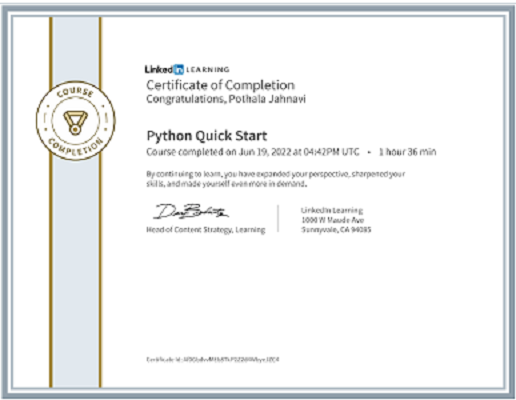 COURSE
COMPLETION
Linked in LEARNING
Certificate of Completion
Congratulations, Pothala Jahnavi
Python Quick Start
Course completed on Jun 19, 2022 at 04:42PM UTC • 1 hour 36 min
By continuing to learn, you have expanded your perspective, sharpened your
skills, and made yourself even more in demand.
Head of Content Strategy, Learning
LinkedIn Learning
1000 W Maude Ave
Sunnyvale, CA 94085
Certificate Id: